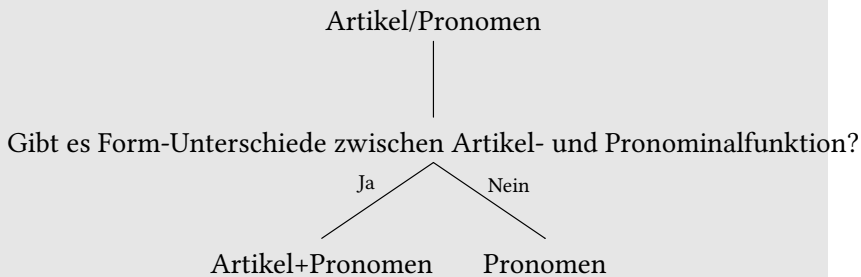 Artikel/Pronomen
Gibt es Form-Unterschiede zwischen Artikel- und Pronominalfunktion?
Ja Nein
Artikel+Pronomen Pronomen